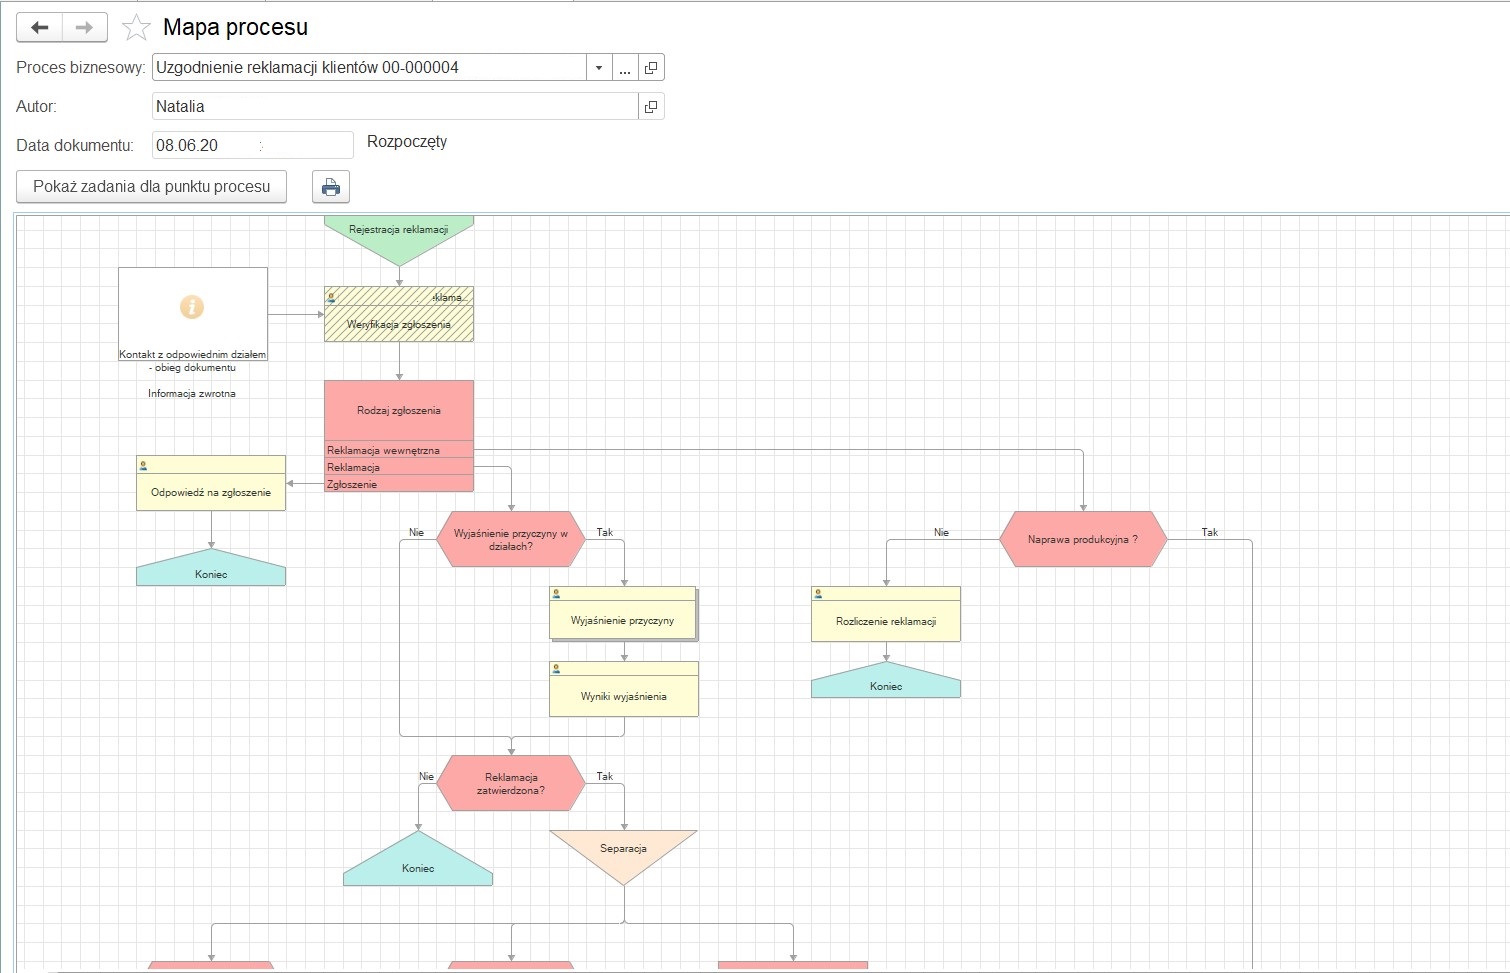 Mapa procesu
Proces biznesowy: Uzgodnienie reklamacji klientów 00-000004
Autor: Natalia
Data dokumentu: 08.06.20 Rozpoczęty
Pokaż zadania dla punktu procesu
Rejestracja reklamacji
Weryfikacja zgłoszenia
Kontakt z odpowiednim działem
- obieg dokumentu
Informacja zwrotna
Rodzaj zgłoszenia
Reklamacja wewnętrzna
Reklamacja
Zgłoszenie
Odpowiedź na zgłoszenie
Koniec
Nie
Wyjaśnienie przyczyny w
działach?
Tak
Nie
Naprawa produkcyjna ?
Tak
Wyjaśnienie przyczyny
Rozliczenie reklamacji
Koniec
Wyniki wyjaśnienia
Nie
Reklamacja
zatwierdzona?
Tak
Koniec
Separacja